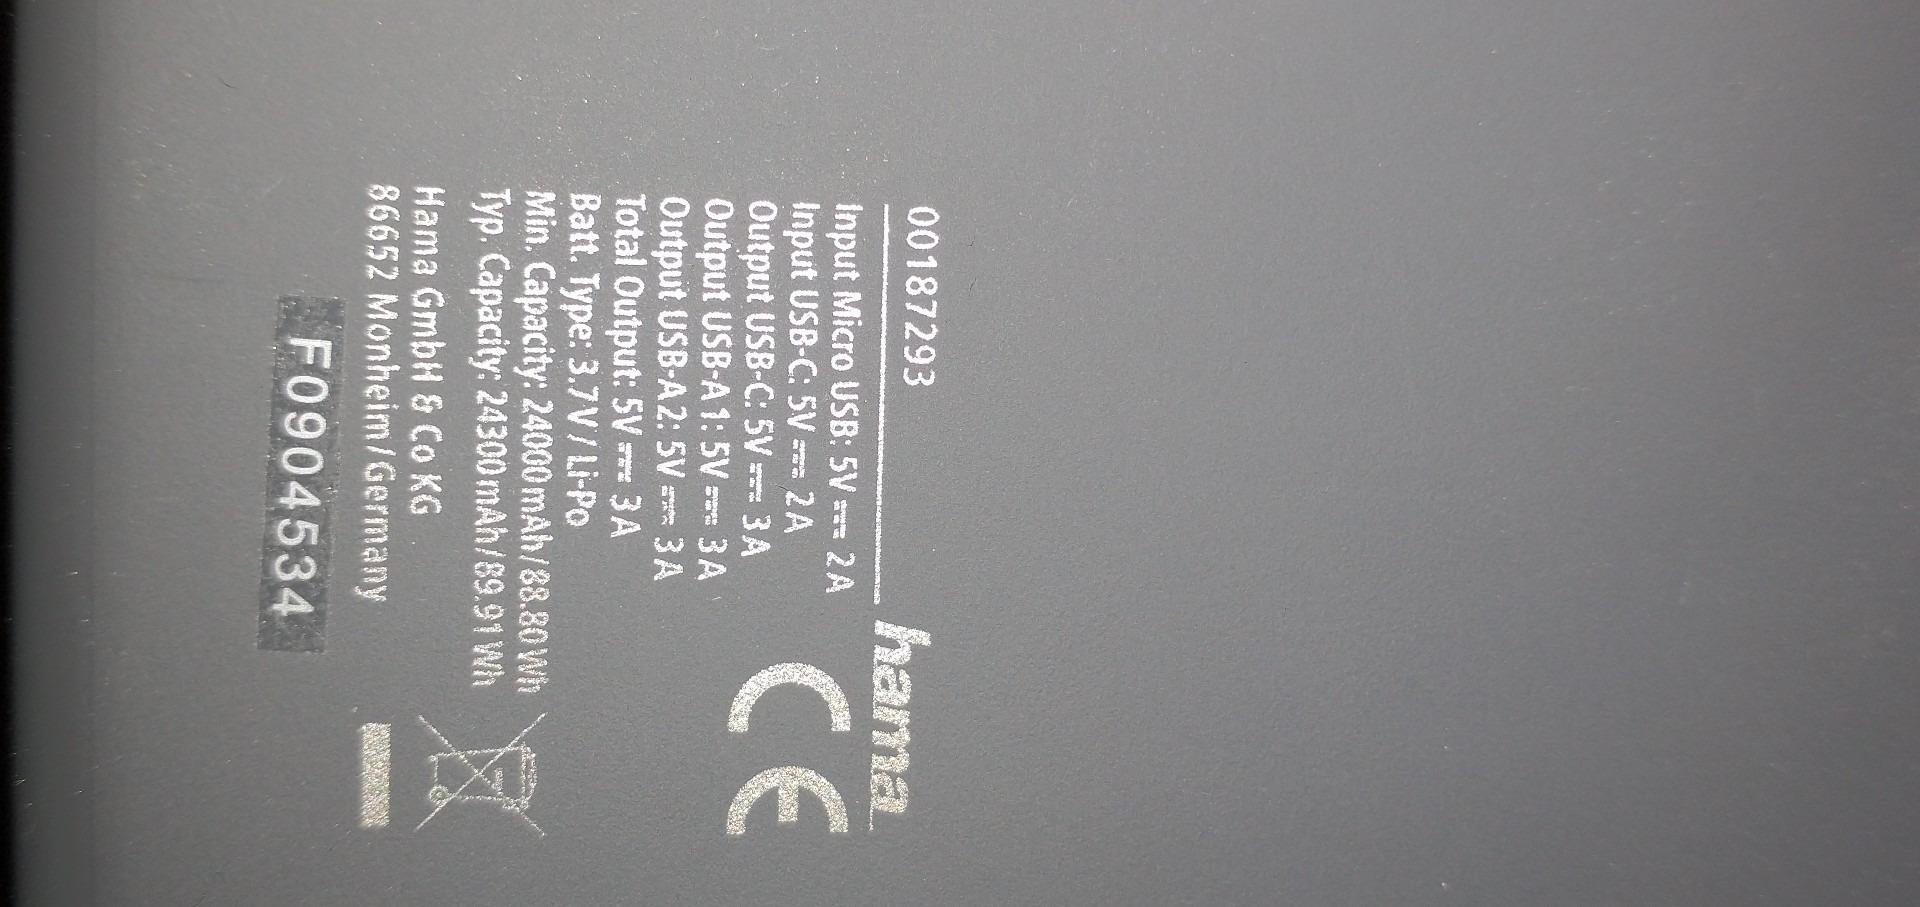 00187293
hama
Input Micro USB: 5V ⎓ 2A
Input USB-C: 5V ⎓ 2A
Output USB-C: 5V ⎓ 3A
Output USB-A1: 5V ⎓ 3A
Output USB-A2: 5V ⎓ 3A
Total Output: 5V ⎓ 3A
Batt. Type: 3.7V / Li-Po
Min. Capacity: 24000mAh/88.80Wh
Typ. Capacity: 24300mAh/89.91Wh
CE
Hama GmbH & Co KG
86652 Monheim/Germany
F0904534